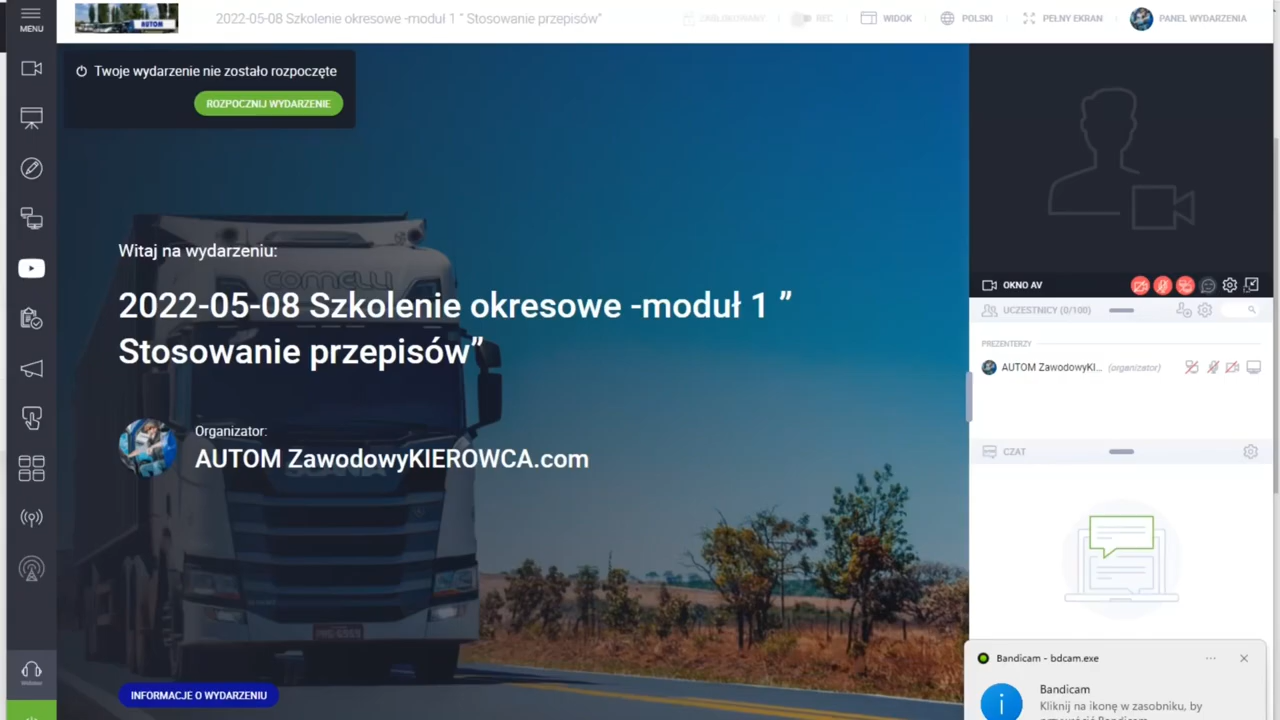 MENU
AUTOM
2022-05-08 Szkolenie okresowe -moduł 1 " Stosowanie przepisów"
REC
WIDOK
POLSKI
PEŁNY EKRAN
PANEL WYDARZENIA
Twoje wydarzenie nie zostało rozpoczęte
ROZPOCZNIJ WYDARZENIE
Witaj na wydarzeniu:
2022-05-08 Szkolenie okresowe -moduł 1 ”
Stosowanie przepisów”
Organizator:
AUTOM ZawodowyKIEROWCA.com
INFORMACJE O WYDARZENIU
OKNO AV
UCZESTNICY (0/100)
PREZENTERZY
AUTOM ZawodowyKI... (organizator)
CZAT
Bandicam - bdcam.exe
Bandicam
Kliknij na ikonę w zasobniku, by